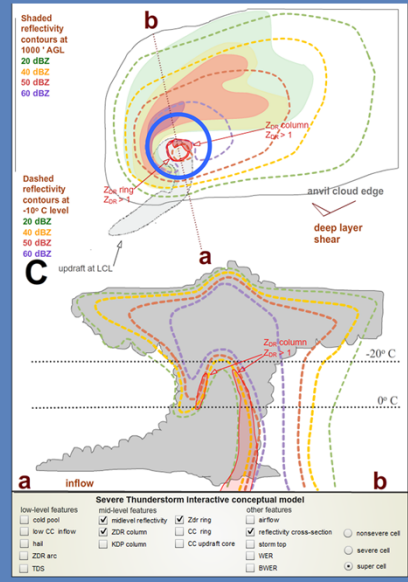 b
Shaded
reflectivity
contours at
1000 ' AGL
20 dBZ
40 dBZ
50 dBZ
60 dBZ
ZDR column
ZDR > 1
ZDR ring
ZDR > 1
anvil cloud edge
deep layer
shear
Dashed
reflectivity
contours at
-10º C level
20 dBZ
40 dBZ
50 dBZ
60 dBZ
updraft at LCL
a
C
ZDR column
-20º C
0º C
a
inflow
b
Severe Thunderstorm Interactive conceptual model
low-level features
cold pool
low CC inflow
hail
ZDR arc
TDS
mid-level features
midlevel reflectivity
ZDR column
KDP column
Zdr ring
CC ring
CC updraft core
other features
airflow
reflectivity cross-section
storm top
WER
BWER
nonsevere cell
severe cell
super cell